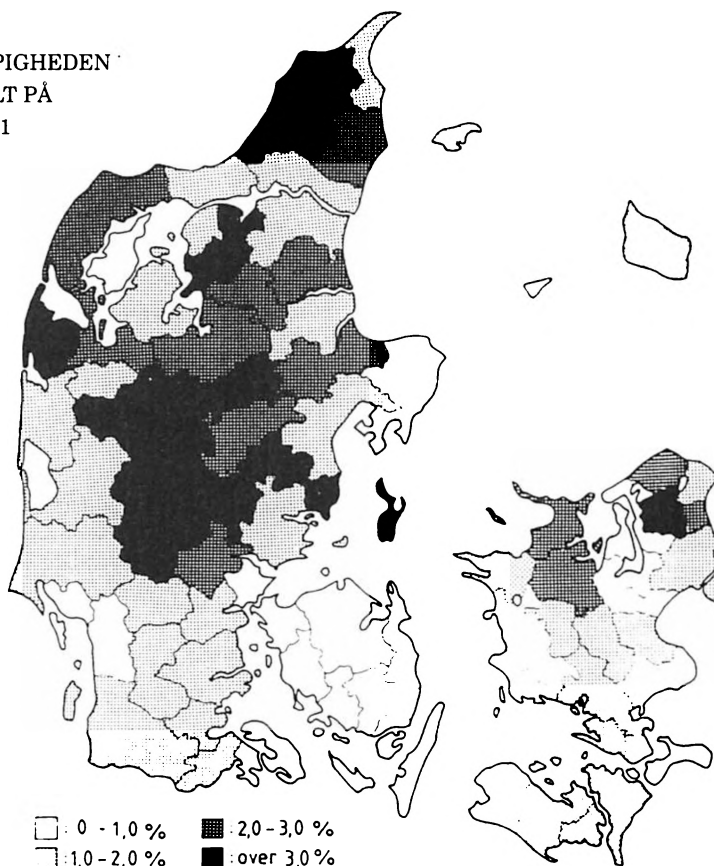 PIGHEDEN
LT PÅ
1
: 0 - 1,0 %
: 1,0 - 2,0 %
: 2,0 - 3,0 %
: over 3,0 %